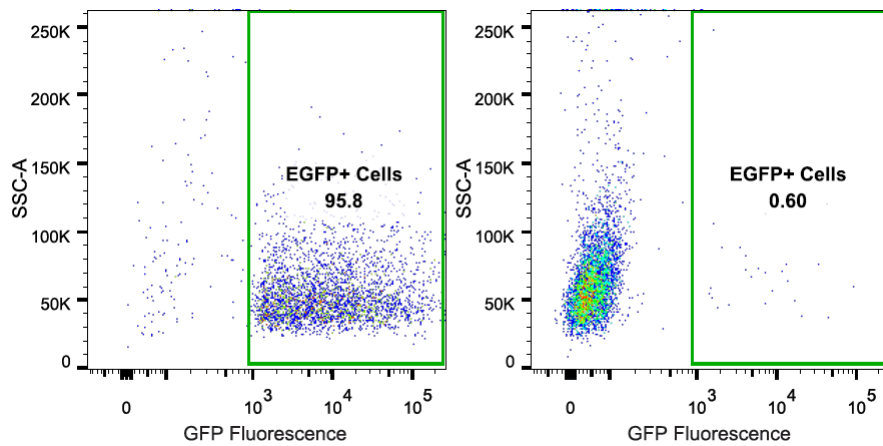 250K
200K
150K
100K
50K
0
SSC-A
EGFP+ Cells
95.8
0 10^3 10^4 10^5
GFP Fluorescence
250K
200K
150K
100K
50K
0
SSC-A
EGFP+ Cells
0.60
0 10^3 10^4 10^5
GFP Fluorescence